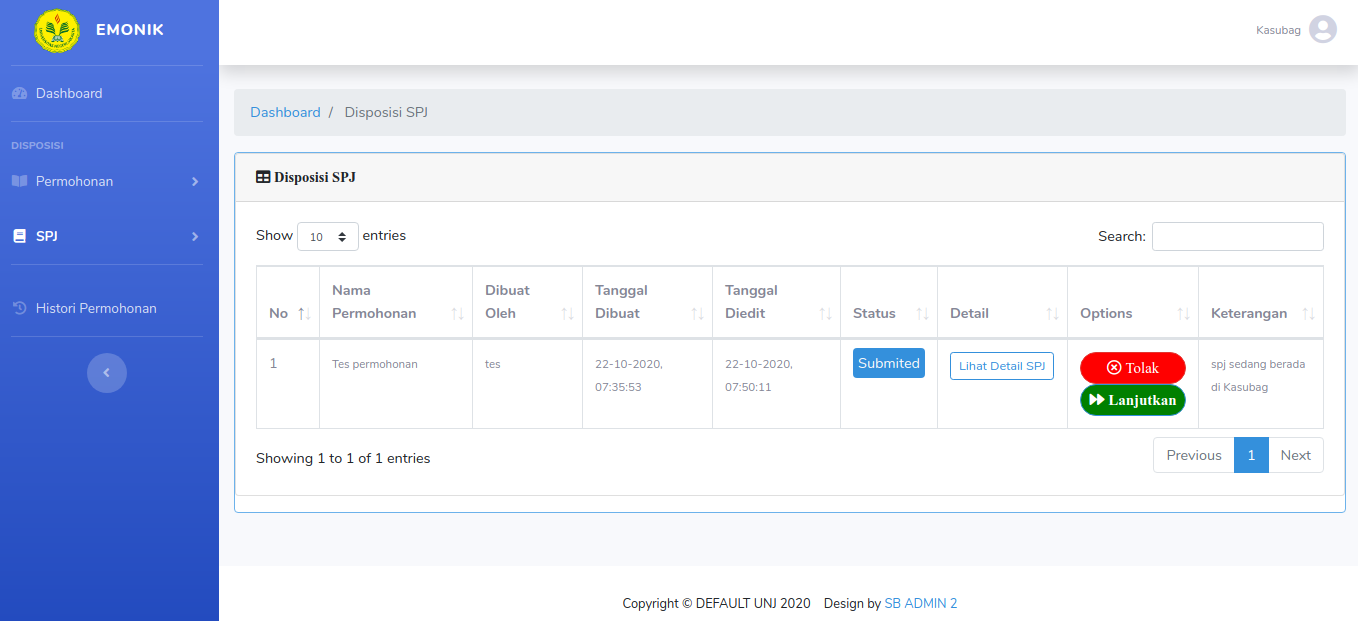 EMONIK
Kasubag
Dashboard
DISPOSISI
Permohonan
SPJ
Histori Permohonan
Dashboard / Disposisi SPJ
Disposisi SPJ
Show 10 entries
Search:
No
Nama
Permohonan
Dibuat
Oleh
Tanggal
Dibuat
Tanggal
Diedit
Status
Detail
Options
Keterangan
1
Tes permohonan
tes
22-10-2020,
07:35:53
22-10-2020,
07:50:11
Submited
Lihat Detail SPJ
Tolak
Lanjutkan
spj sedang berada
di Kasubag
Showing 1 to 1 of 1 entries
Previous 1 Next
Copyright © DEFAULT UNJ 2020 Design by SB ADMIN 2